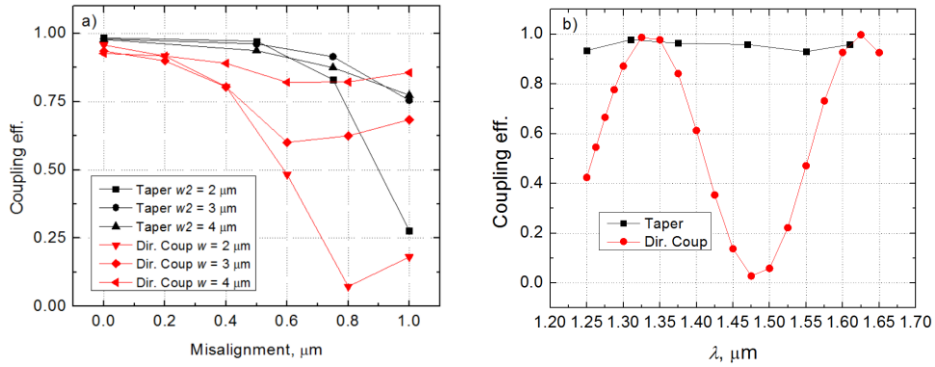 a)
Coupling eff.
1.00
0.75
0.50
0.25
0.00
Taper w2 = 2 μm
Taper w2 = 3 μm
Taper w2 = 4 μm
Dir. Coup w = 2 μm
Dir. Coup w = 3 μm
Dir. Coup w = 4 μm
0.0 0.2 0.4 0.6 0.8 1.0
Misalignment, μm
b)
Coupling eff.
1.0
0.8
0.6
0.4
0.2
0.0
Taper
Dir. Coup
1.20 1.25 1.30 1.35 1.40 1.45 1.50 1.55 1.60 1.65 1.70
λ, μm